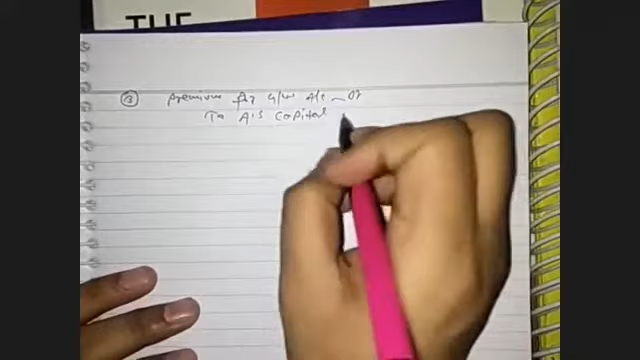 THE
③ Premium for G/w A/c — Dr
To A's Capital